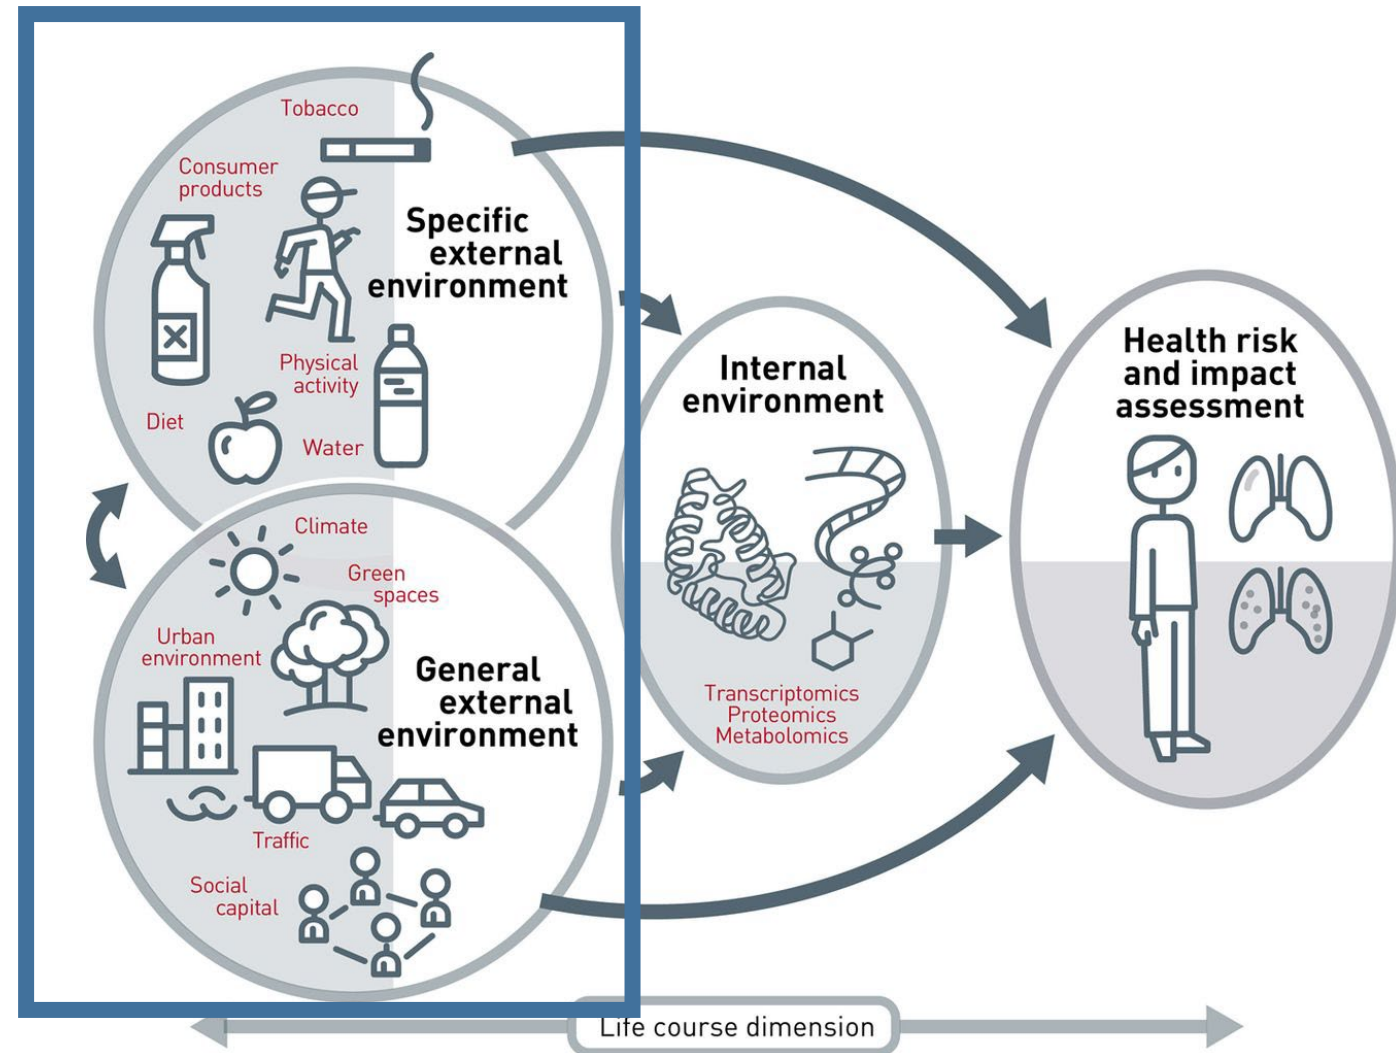 Tobacco
Consumer
products
Specific
external
environment
Physical
activity
Diet
Water
Climate
Green
spaces
Urban
environment
General
external
environment
Traffic
Social
capital
Internal
environment
Transcriptomics
Proteomics
Metabolomics
Health risk
and impact
assessment
Life course dimension